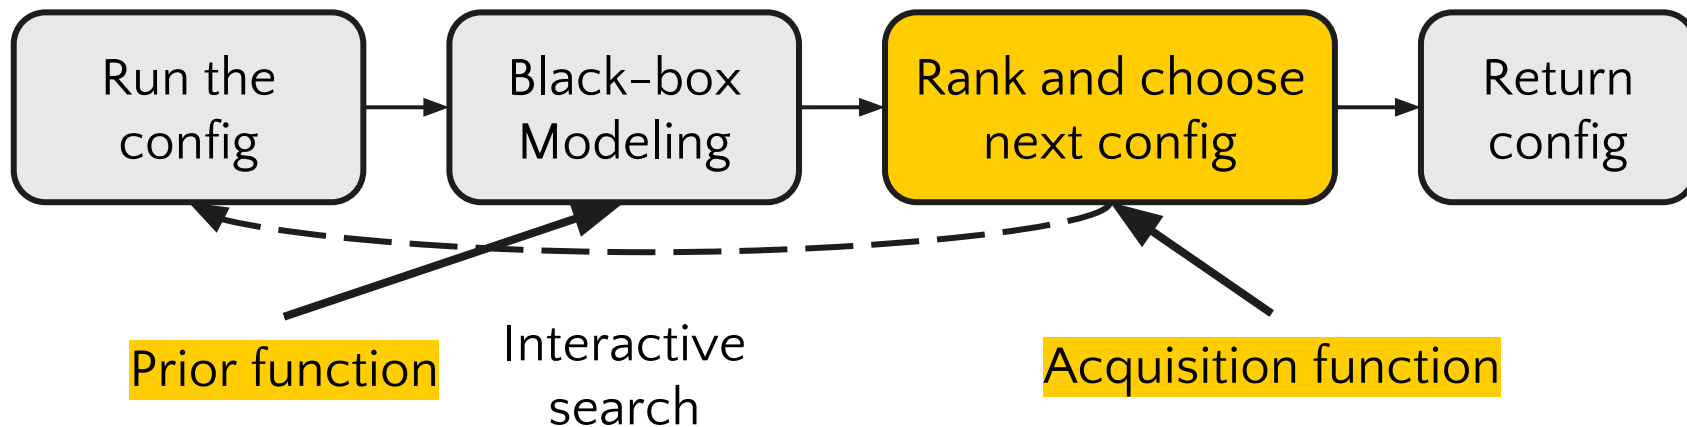 Run the
config
Black-box
Modeling
Rank and choose
next config
Return
config
Prior function
Interactive
search
Acquisition function